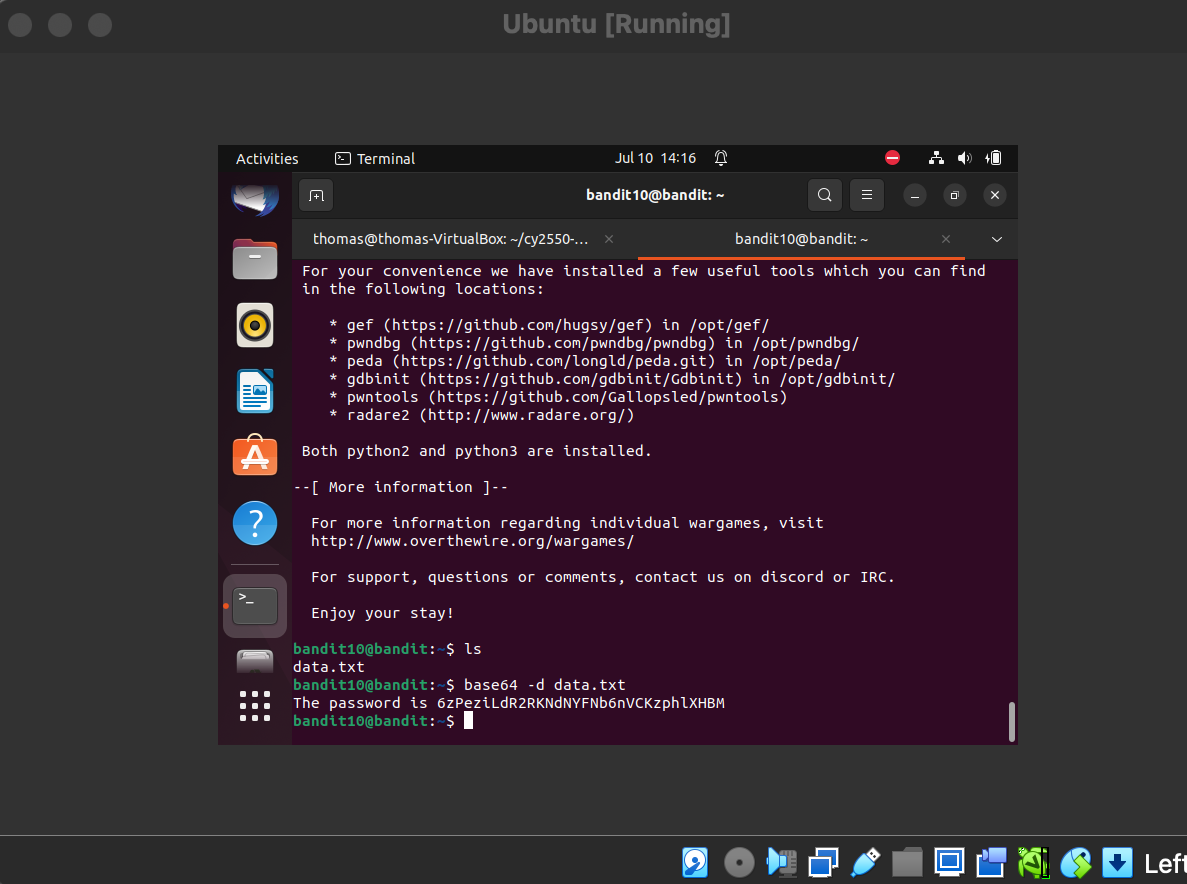 Ubuntu [Running]
Activities Terminal Jul 10 14:16
bandit10@bandit: ~
thomas@thomas-VirtualBox: ~/cy2550-... × bandit10@bandit: ~ ×
For your convenience we have installed a few useful tools which you can find
in the following locations:
* gef (https://github.com/hugsy/gef) in /opt/gef/
* pwndbg (https://github.com/pwndbg/pwndbg) in /opt/pwndbg/
* peda (https://github.com/longld/peda.git) in /opt/peda/
* gdbinit (https://github.com/gdbinit/Gdbinit) in /opt/gdbinit/
* pwntools (https://github.com/Gallopsled/pwntools)
* radare2 (http://www.radare.org/)
Both python2 and python3 are installed.
--[ More information ]--
For more information regarding individual wargames, visit
http://www.overthewire.org/wargames/
For support, questions or comments, contact us on discord or IRC.
Enjoy your stay!
bandit10@bandit:~$ ls
data.txt
bandit10@bandit:~$ base64 -d data.txt
The password is 6zPeziLdR2RKNdNYFNb6nVCKzphlXHBM
bandit10@bandit:~$
Left